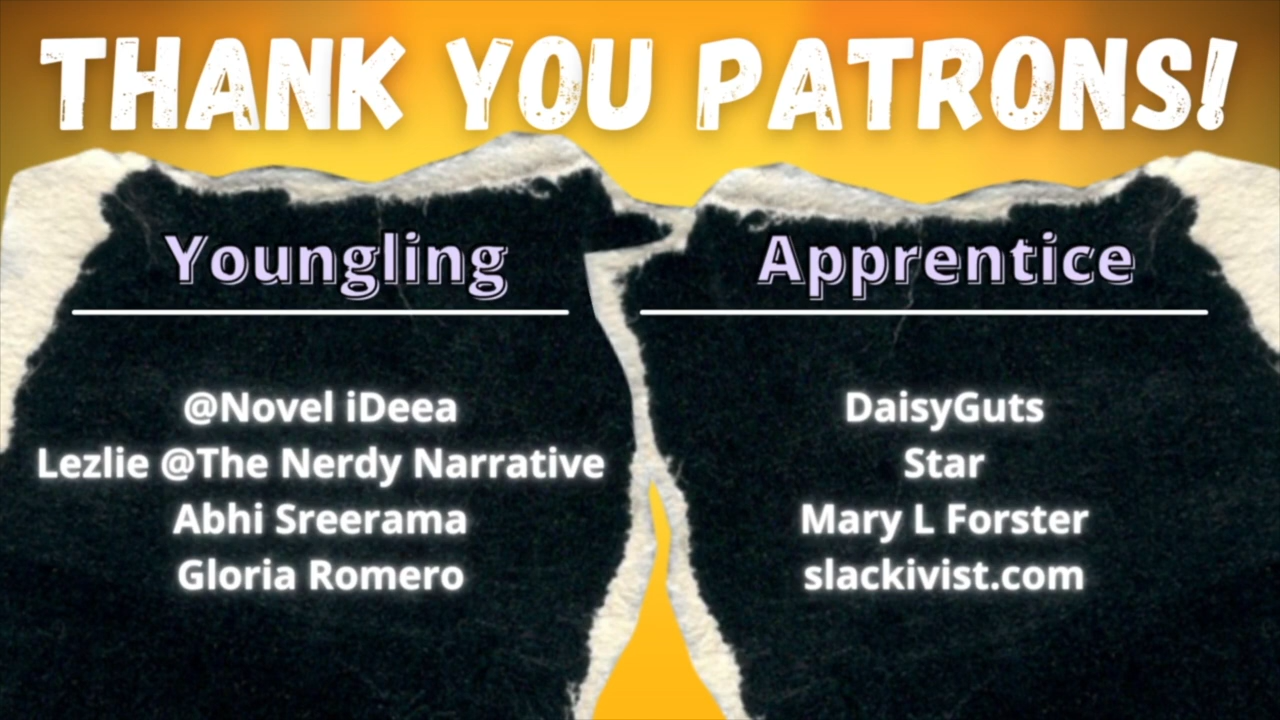 THANK YOU PATRONS!
Youngling
@Novel iDeea
Lezlie @The Nerdy Narrative
Abhi Sreerama
Gloria Romero
Apprentice
DaisyGuts
Star
Mary L Forster
slackivist.com